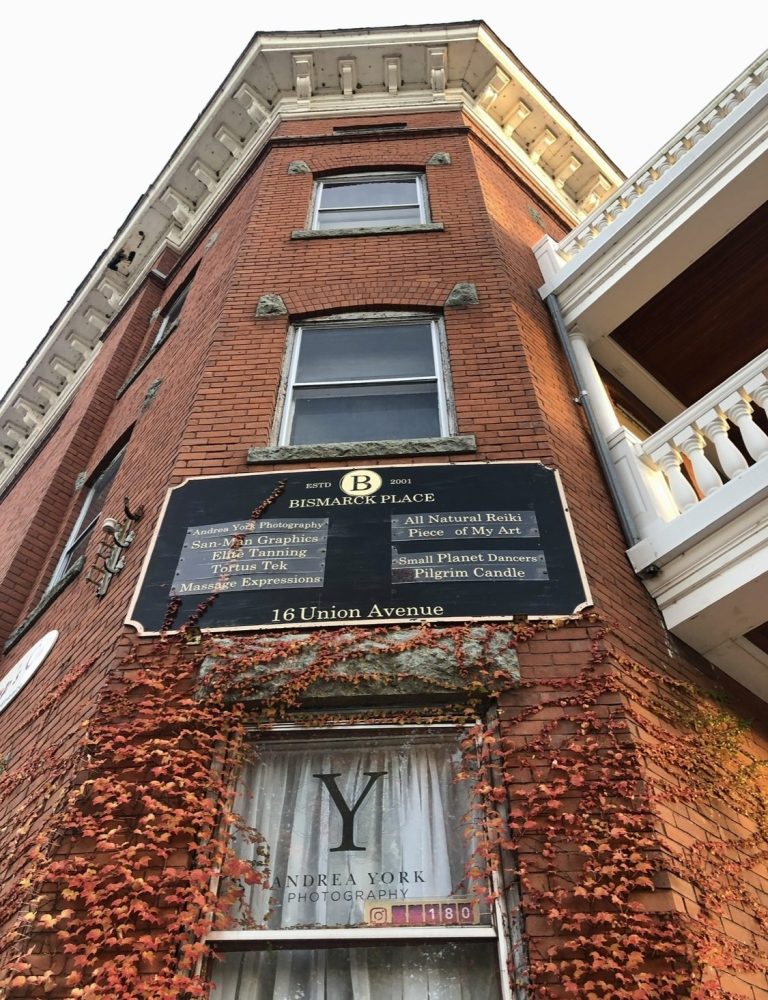 ESTD B 2001
BISMARCK PLACE
Andrea York Photography
San-Man Graphics
Elite Tanning
Tortus Tek
Massage Expressions
All Natural Reiki
Piece of My Art
Small Planet Dancers
Pilgrim Candle
16 Union Avenue
Y
ANDREA YORK
PHOTOGRAPHY
180